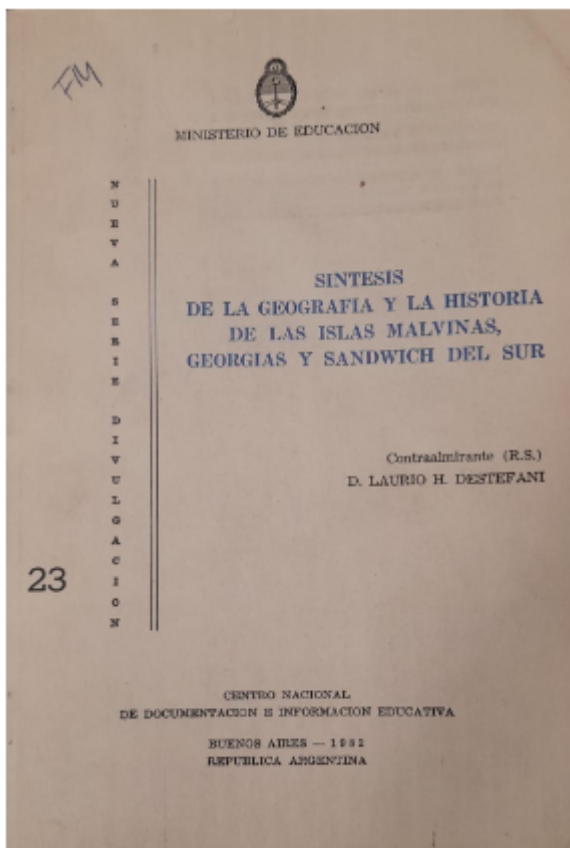 FM
MINISTERIO DE EDUCACION
NUEVA SERIE DIVULGACION
SINTESIS
DE LA GEOGRAFIA Y LA HISTORIA
DE LAS ISLAS MALVINAS,
GEORGIAS Y SANDWICH DEL SUR
Contraalmirante (R.S.)
D. LAURIO H. DESTEFANI
23
CENTRO NACIONAL
DE DOCUMENTACION E INFORMACION EDUCATIVA
BUENOS AIRES — 1982
REPUBLICA ARGENTINA